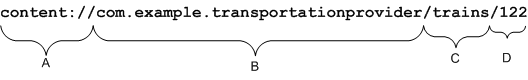 content://com.example.transportationprovider/trains/122
A B C D